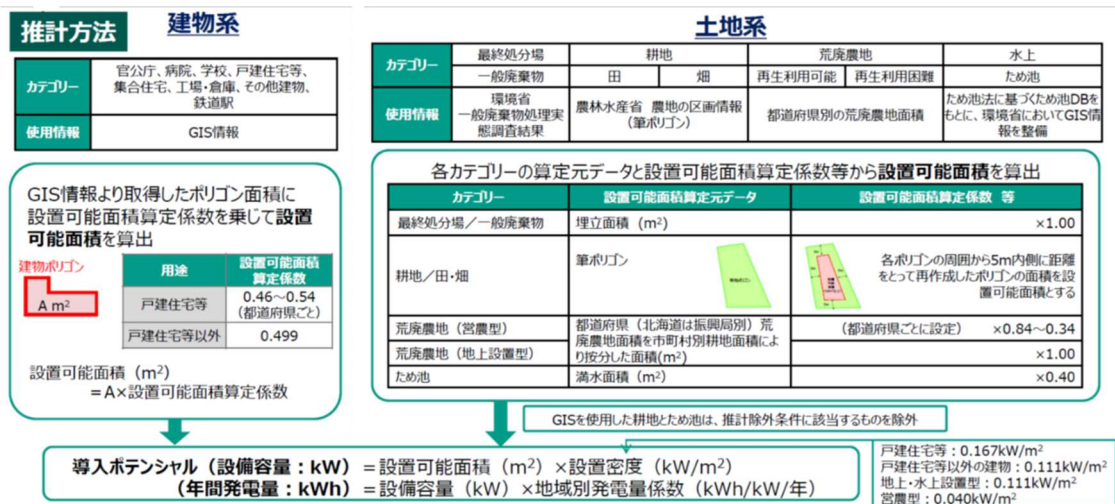 推計方法
建物系
カテゴリー
官公庁、病院、学校、戸建住宅等、
集合住宅、工場・倉庫、その他建物、
鉄道駅
使用情報
GIS情報
GIS情報より取得したポリゴン面積に
設置可能面積算定係数を乗じて設置
可能面積を算出
建物ポリゴン
A m²
用途
設置可能面積
算定係数
戸建住宅等
0.46～0.54
(都道府県ごと)
戸建住宅等以外
0.499
設置可能面積（m²）
＝A×設置可能面積算定係数
土地系
カテゴリー
最終処分場
耕地
荒廃農地
水上
一般廃棄物
田
畑
再生利用可能
再生利用困難
ため池
使用情報
環境省
一般廃棄物処理実
態調査結果
農林水産省 農地の区画情報
（筆ポリゴン）
都道府県別の荒廃農地面積
ため池法に基づくため池DBを
もとに、環境省においてGIS情
報を整備
各カテゴリーの算定元データと設置可能面積算定係数等から設置可能面積を算出
カテゴリー
設置可能面積算定元データ
設置可能面積算定係数 等
最終処分場／一般廃棄物
埋立面積（m²）
×1.00
耕地／田・畑
筆ポリゴン
各ポリゴンの周囲から5m内側に距離
をとって再作成したポリゴンの面積を設
置可能面積とする
荒廃農地（営農型）
都道府県（北海道は振興局別）荒
廃農地面積を市町村別耕地面積によ
り按分した面積(m²)
（都道府県ごとに設定） ×0.84～0.34
荒廃農地（地上設置型）
×1.00
ため池
満水面積（m²）
×0.40
GISを使用した耕地とため池は、推計除外条件に該当するものを除外
導入ポテンシャル（設備容量：kW）＝設置可能面積（m²）×設置密度（kW/m²）
（年間発電量：kWh）＝設備容量（kW）×地域別発電量係数（kWh/kW/年）
戸建住宅等：0.167kW/m²
戸建住宅等以外の建物：0.111kW/m²
地上・水上設置型：0.111kW/m²
営農型：0.040kW/m²